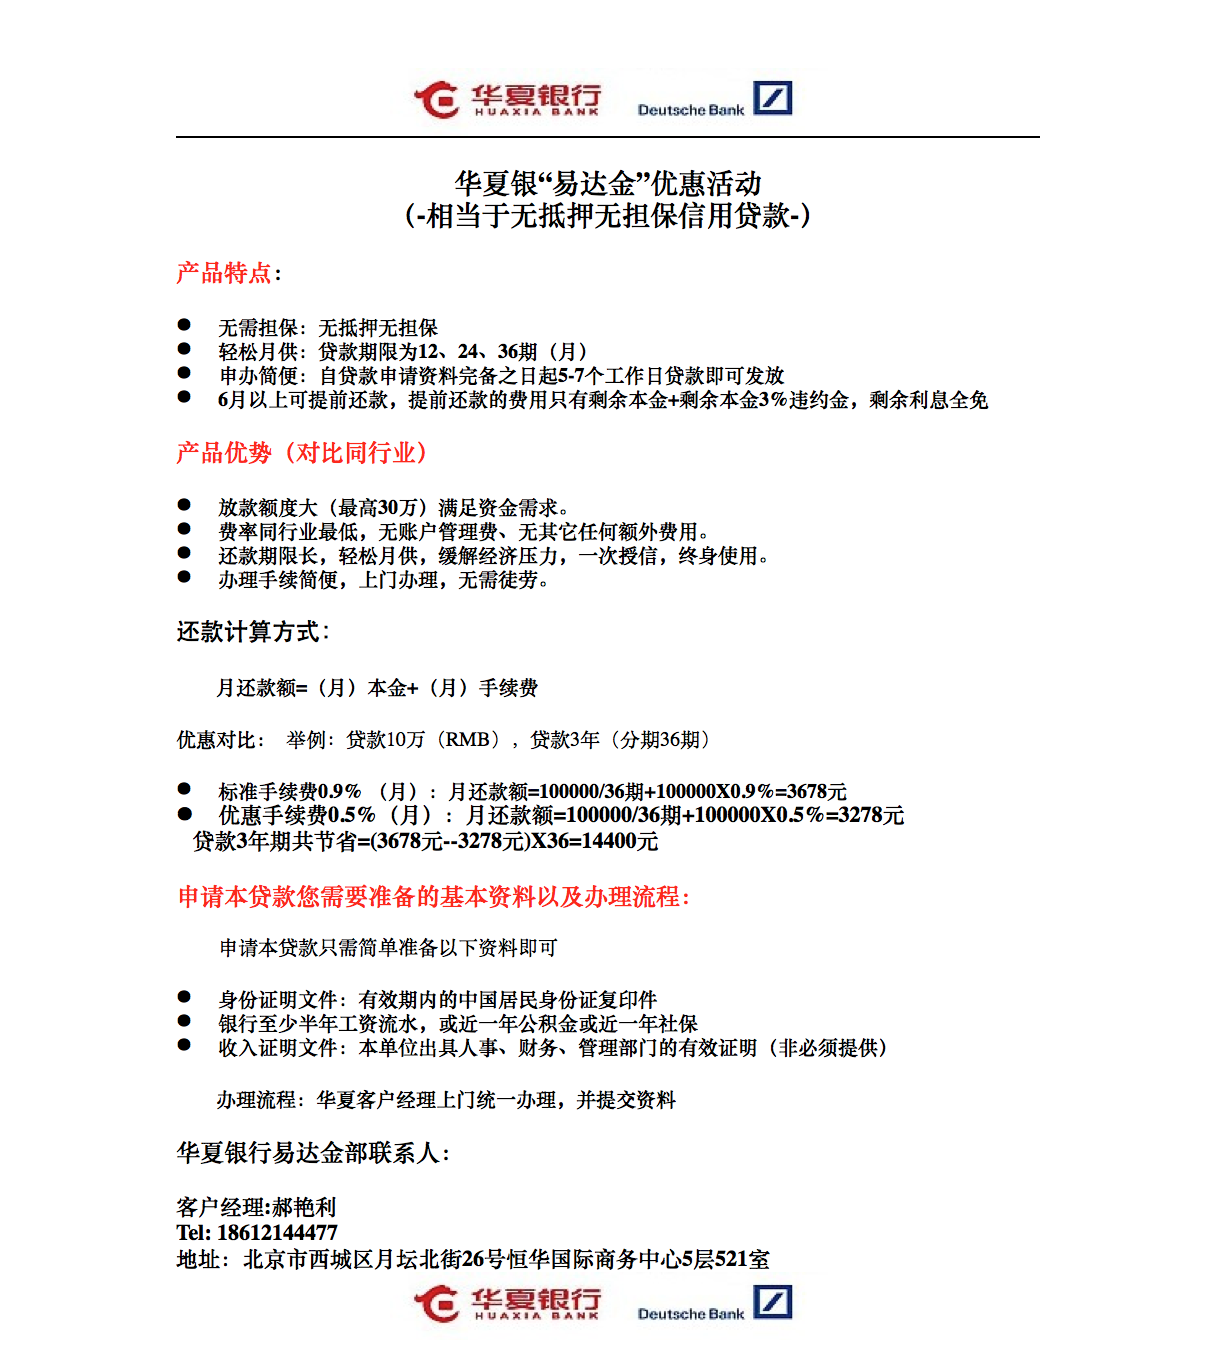 华夏银行 HUAXIA BANK Deutsche Bank
华夏银“易达金”优惠活动
（-相当于无抵押无担保信用贷款-）
产品特点：
● 无需担保：无抵押无担保
● 轻松月供：贷款期限为12、24、36期（月）
● 申办简便：自贷款申请资料完备之日起5-7个工作日贷款即可发放
● 6月以上可提前还款，提前还款的费用只有剩余本金+剩余本金3%违约金，剩余利息全免
产品优势（对比同行业）
● 放款额度大（最高30万）满足资金需求。
● 费率同行业最低，无账户管理费、无其它任何额外费用。
● 还款期限长，轻松月供，缓解经济压力，一次授信，终身使用。
● 办理手续简便，上门办理，无需徒劳。
还款计算方式：
月还款额=（月）本金+（月）手续费
优惠对比： 举例：贷款10万（RMB），贷款3年（分期36期）
● 标准手续费0.9% （月）：月还款额=100000/36期+100000X0.9%=3678元
● 优惠手续费0.5%（月）：月还款额=100000/36期+100000X0.5%=3278元
贷款3年期共节省=(3678元--3278元)X36=14400元
申请本贷款您需要准备的基本资料以及办理流程：
申请本贷款只需简单准备以下资料即可
● 身份证明文件：有效期内的中国居民身份证复印件
● 银行至少半年工资流水，或近一年公积金或近一年社保
● 收入证明文件：本单位出具人事、财务、管理部门的有效证明（非必须提供）
办理流程：华夏客户经理上门统一办理，并提交资料
华夏银行易达金部联系人：
客户经理:郝艳利
Tel: 18612144477
地址：北京市西城区月坛北街26号恒华国际商务中心5层521室
华夏银行 HUAXIA BANK Deutsche Bank